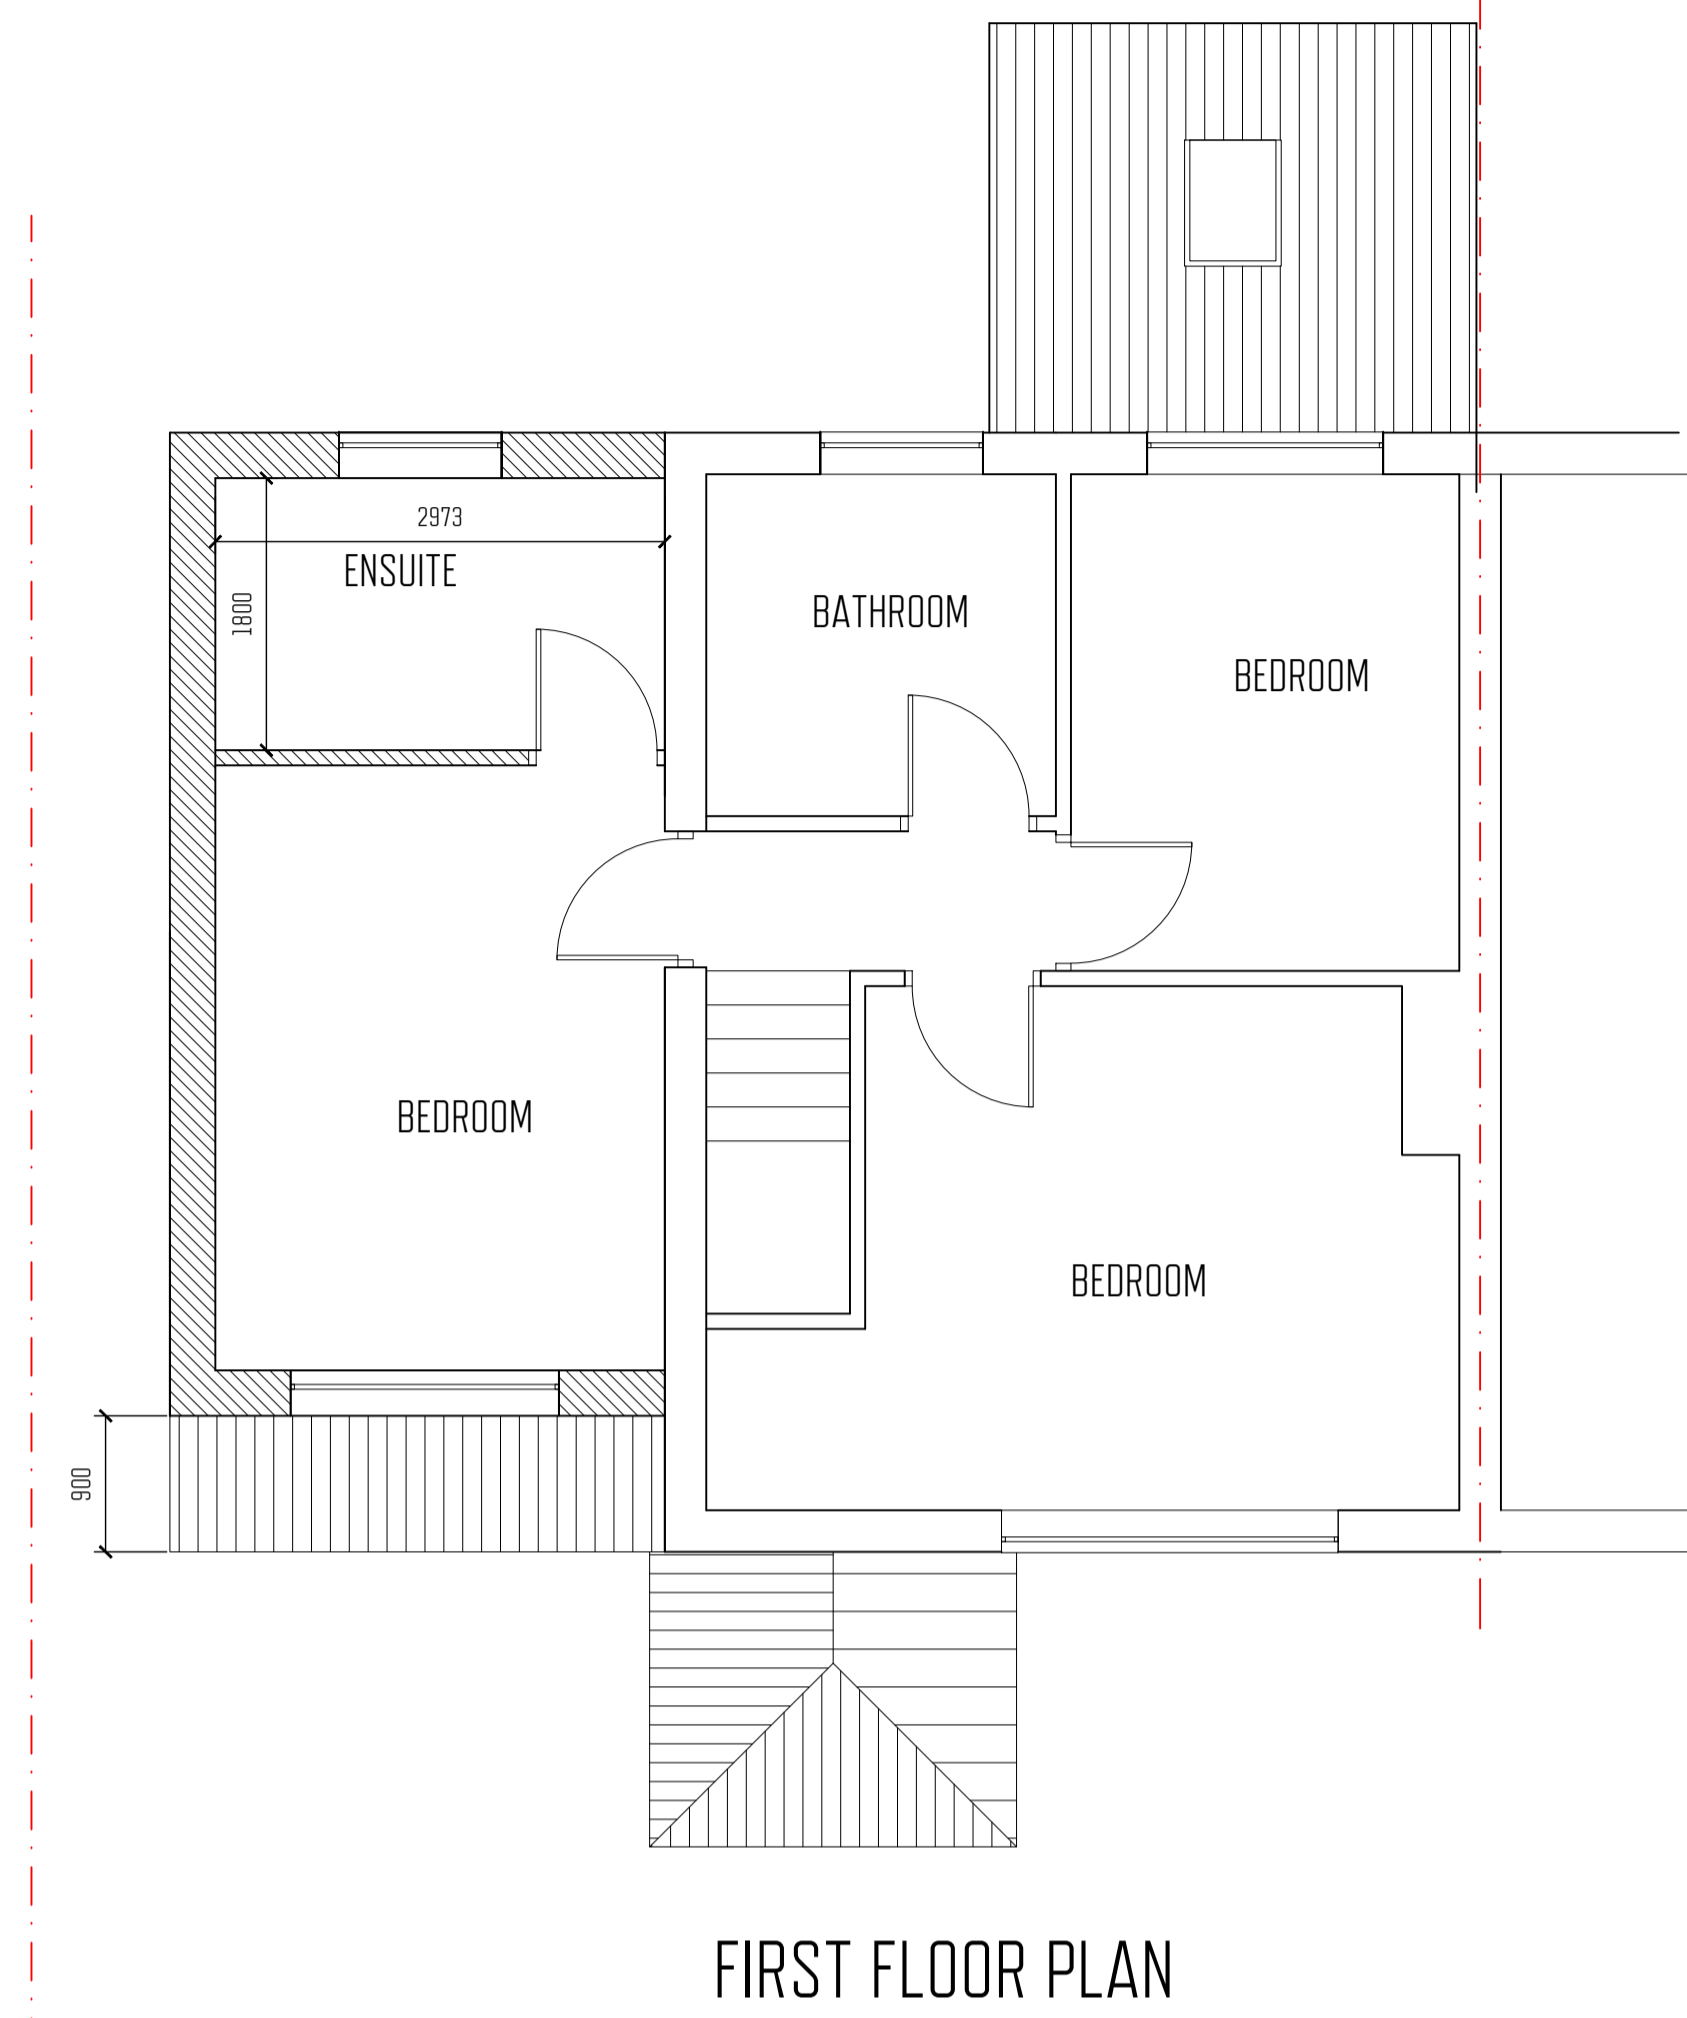 2973
ENSUITE
1800
BATHROOM
BEDROOM
BEDROOM
BEDROOM
900
FIRST FLOOR PLAN